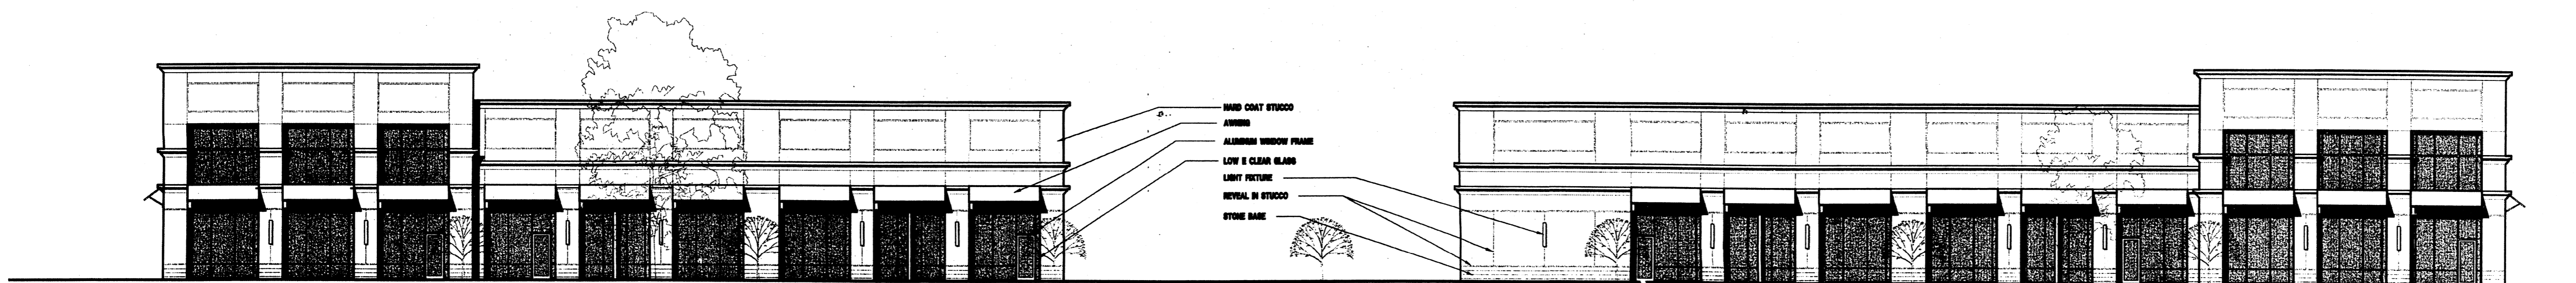 HARD COAT STUCCO
AWNING
ALUMINUM WINDOW FRAME
LOW E CLEAR GLASS
LIGHT FIXTURE
REVEAL IN STUCCO
STONE BASE